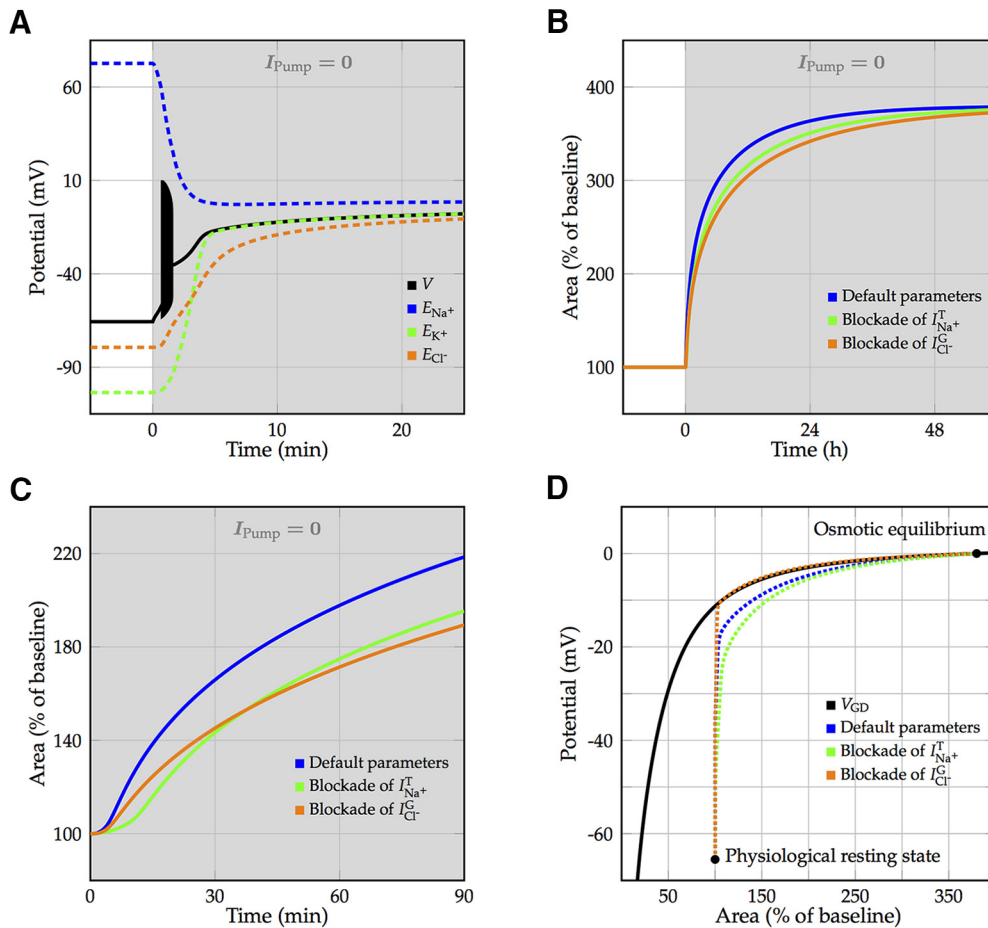 A
I_Pump = 0
Potential (mV)
60
10
-40
-90
V
E_Na+
E_K+
E_Cl-
0
10
20
Time (min)
B
I_Pump = 0
Area (% of baseline)
400
300
200
100
Default parameters
Blockade of I^T_Na+
Blockade of I^G_Cl-
0
24
48
Time (h)
C
I_Pump = 0
Area (% of baseline)
220
180
140
100
Default parameters
Blockade of I^T_Na+
Blockade of I^G_Cl-
0
30
60
90
Time (min)
D
Osmotic equilibrium
Potential (mV)
0
-20
-40
-60
V_GD
Default parameters
Blockade of I^T_Na+
Blockade of I^G_Cl-
Physiological resting state
50
150
250
350
Area (% of baseline)